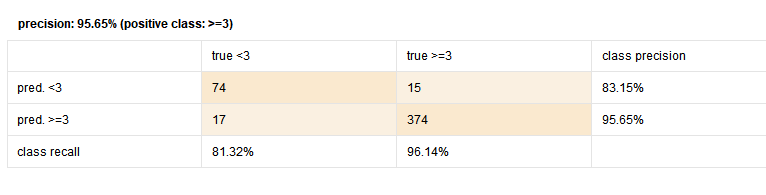 precision: 95.65% (positive class: >=3)
true <3 true >=3 class precision
pred. <3 74 15 83.15%
pred. >=3 17 374 95.65%
class recall 81.32% 96.14%